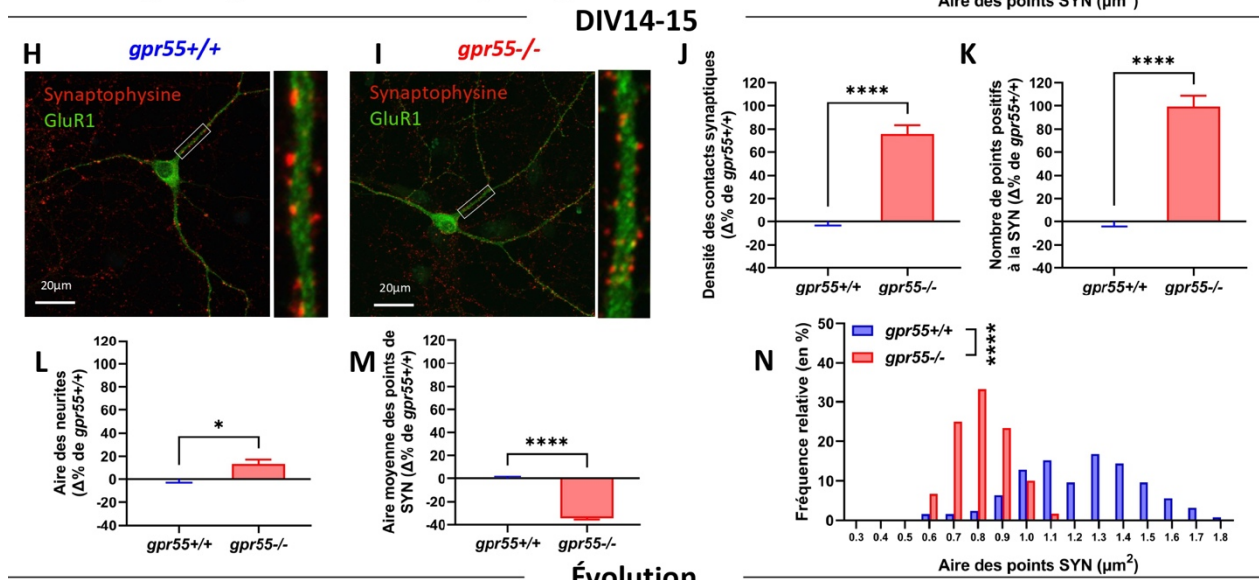 Aire des points SYN (µm²)
DIV14-15
H
gpr55+/+
Synaptophysine
GluR1
20µm
I
gpr55-/-
Synaptophysine
GluR1
20µm
J
Densité des contacts synaptiques
(Δ% de gpr55+/+)
120
100
80
60
40
20
0
-20
-40
****
gpr55+/+
gpr55-/-
K
Nombre de points positifs
à la SYN (Δ% de gpr55+/+)
120
100
80
60
40
20
0
-20
-40
****
gpr55+/+
gpr55-/-
L
Aire des neurites
(Δ% de gpr55+/+)
120
100
80
60
40
20
0
-20
-40
*
gpr55+/+
gpr55-/-
M
Aire moyenne des points de
SYN (Δ% de gpr55+/+)
120
100
80
60
40
20
0
-20
-40
****
gpr55+/+
gpr55-/-
N
Fréquence relative (en %)
50
40
30
20
10
0
gpr55+/+
gpr55-/-
****
0.3 0.4 0.5 0.6 0.7 0.8 0.9 1.0 1.1 1.2 1.3 1.4 1.5 1.6 1.7 1.8
Aire des points SYN (µm²)
Évolution